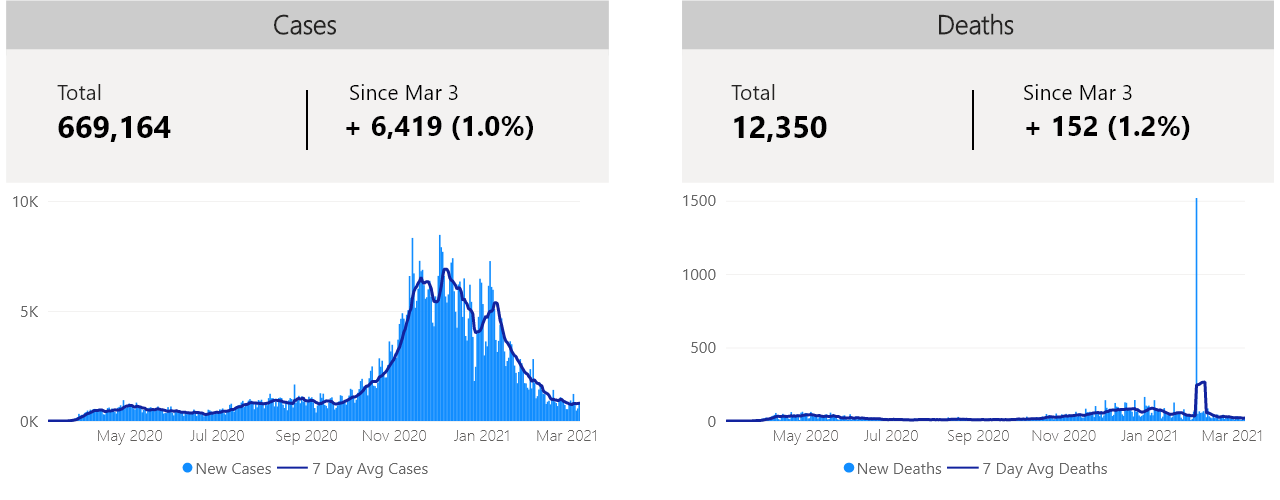 Cases
Total
669,164
Since Mar 3
+ 6,419 (1.0%)
10K
5K
0K
May 2020 Jul 2020 Sep 2020 Nov 2020 Jan 2021 Mar 2021
New Cases 7 Day Avg Cases
Deaths
Total
12,350
Since Mar 3
+ 152 (1.2%)
1500
1000
500
0
May 2020 Jul 2020 Sep 2020 Nov 2020 Jan 2021 Mar 2021
New Deaths 7 Day Avg Deaths